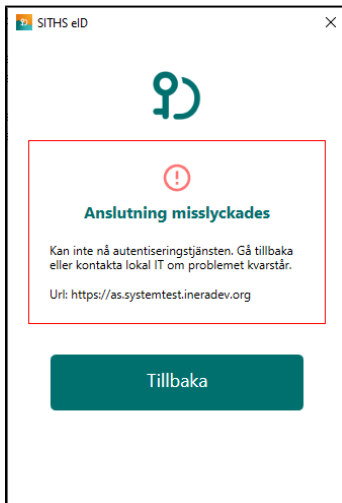 SITHS eID
Anslutning misslyckades
Kan inte nå autentiseringstjänsten. Gå tillbaka
eller kontakta lokal IT om problemet kvarstår.
Url: https://as.systemtest.ineradev.org
Tillbaka